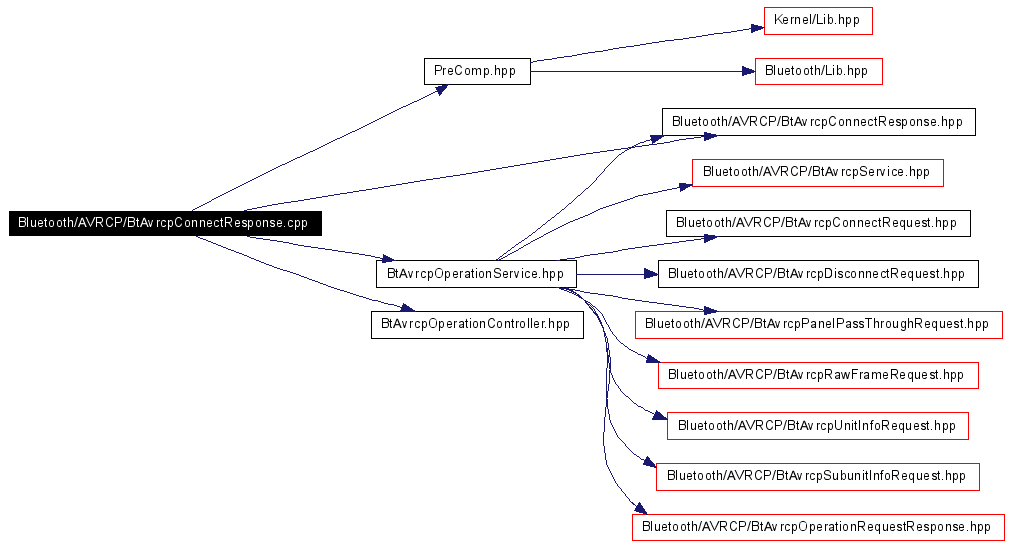 Kernel/Lib.hpp
PreComp.hpp
Bluetooth/Lib.hpp
Bluetooth/AVRCP/BtAvrcpConnectResponse.hpp
Bluetooth/AVRCP/BtAvrcpService.hpp
Bluetooth/AVRCP/BtAvrcpConnectResponse.cpp
Bluetooth/AVRCP/BtAvrcpConnectRequest.hpp
BtAvrcpOperationService.hpp
Bluetooth/AVRCP/BtAvrcpDisconnectRequest.hpp
BtAvrcpOperationController.hpp
Bluetooth/AVRCP/BtAvrcpPanelPassThroughRequest.hpp
Bluetooth/AVRCP/BtAvrcpRawFrameRequest.hpp
Bluetooth/AVRCP/BtAvrcpUnitInfoRequest.hpp
Bluetooth/AVRCP/BtAvrcpSubunitInfoRequest.hpp
Bluetooth/AVRCP/BtAvrcpOperationRequestResponse.hpp